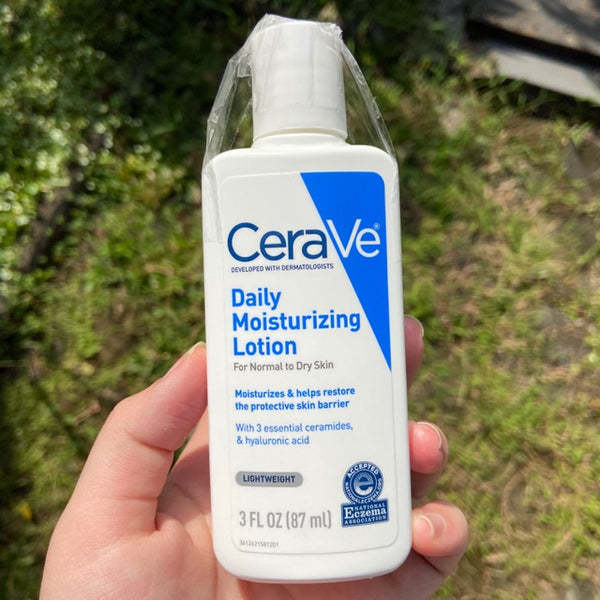 CeraVe®
DEVELOPED WITH DERMATOLOGISTS
Daily
Moisturizing
Lotion
For Normal to Dry Skin
Moisturizes & helps restore
the protective skin barrier
With 3 essential ceramides,
& hyaluronic acid
LIGHTWEIGHT
ACCEPTED
e
NATIONAL
Eczema
ASSOCIATION
3 FL OZ (87 ml)